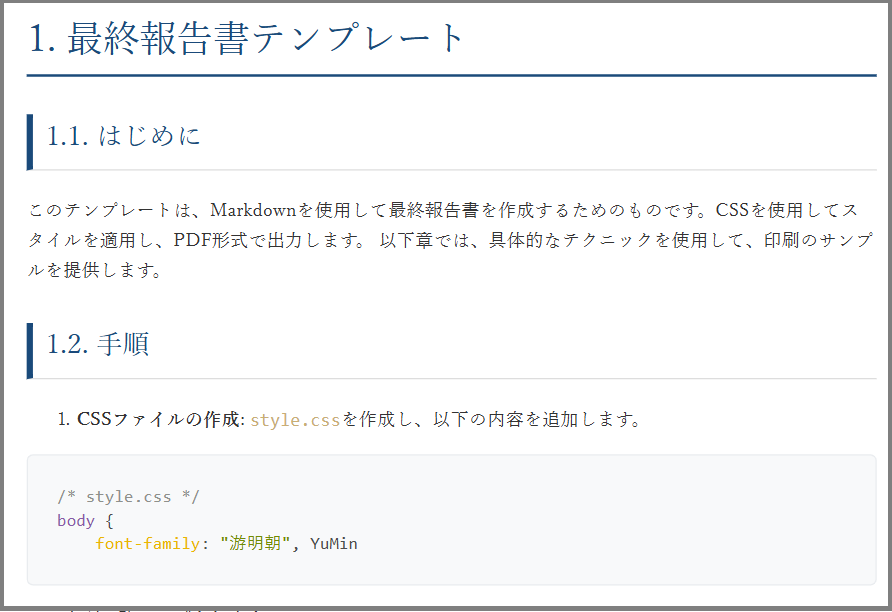 1. 最終報告書テンプレート
1.1. はじめに
このテンプレートは、Markdownを使用して最終報告書を作成するためのものです。CSSを使用してス
タイルを適用し、PDF形式で出力します。 以下章では、具体的なテクニックを使用して、印刷のサンプ
ルを提供します。
1.2. 手順
1. CSSファイルの作成: style.cssを作成し、以下の内容を追加します。
/* style.css */
body {
    font-family: "游明朝", YuMin